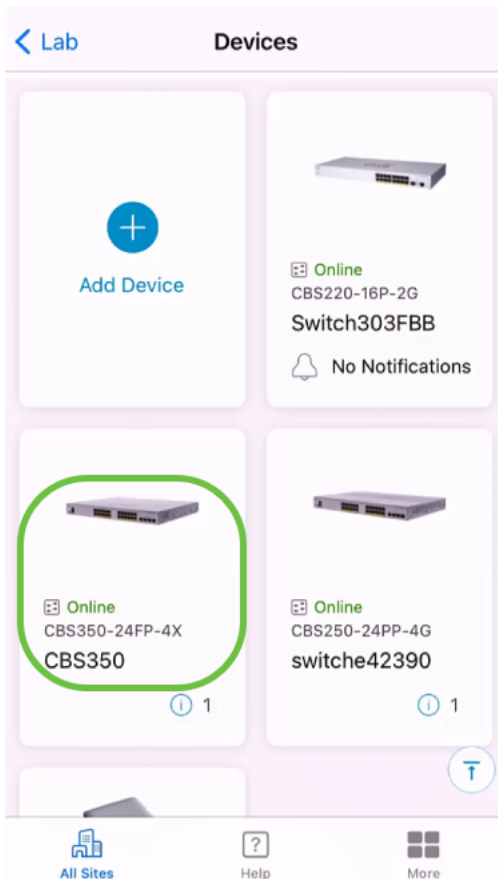 Lab
Devices
Add Device
Online
CBS220-16P-2G
Switch303FBB
No Notifications
Online
CBS350-24FP-4X
CBS350
1
Online
CBS250-24PP-4G
switche42390
1
All Sites
Help
More